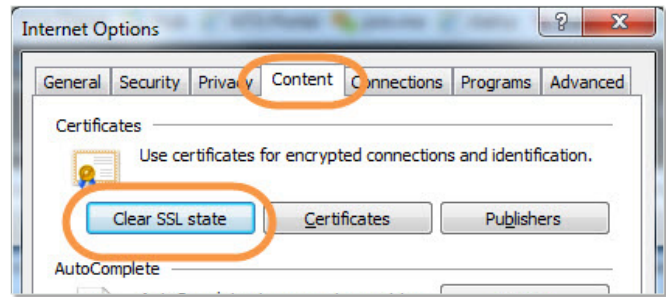 Internet Options
General Security Privacy Content Connections Programs Advanced
Certificates
Use certificates for encrypted connections and identification.
Clear SSL state Certificates Publishers
AutoComplete